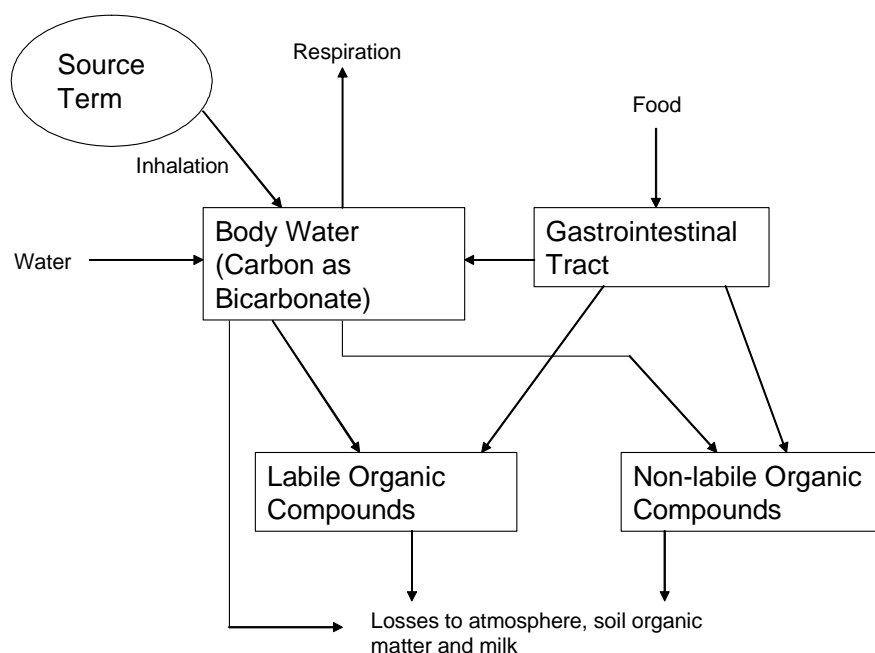 Source
Term
Respiration
Food
Inhalation
Body Water
(Carbon as
Bicarbonate)
Gastrointestinal
Tract
Water
Labile Organic
Compounds
Non-labile Organic
Compounds
Losses to atmosphere, soil organic
matter and milk